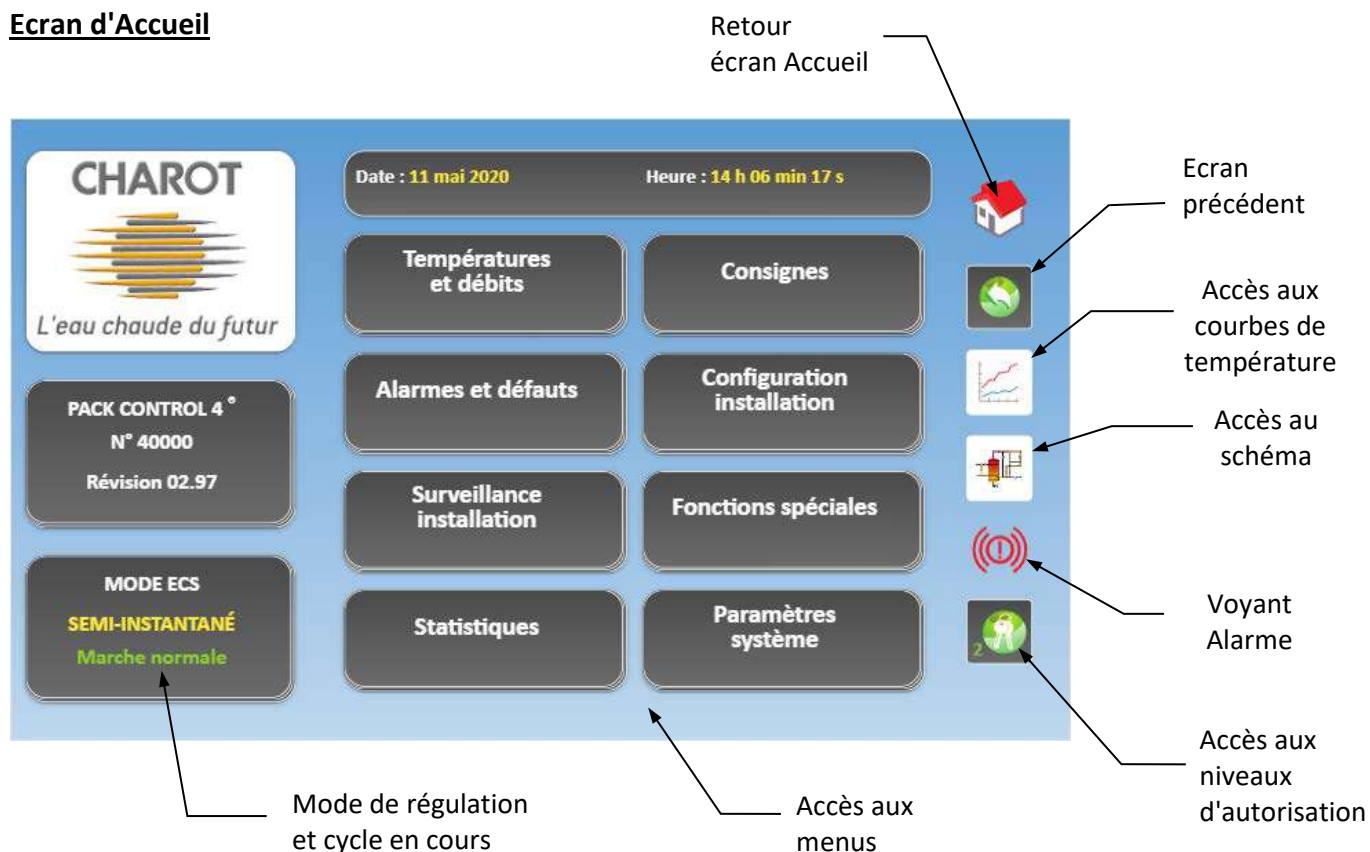 Ecran d'Accueil
Retour
écran Accueil
CHAROT
L'eau chaude du futur
PACK CONTROL 4 ®
N° 40000
Révision 02.97
MODE ECS
SEMI-INSTANTANÉ
Marche normale
Date : 11 mai 2020
Heure : 14 h 06 min 17 s
Températures
et débits
Consignes
Alarmes et défauts
Configuration
installation
Surveillance
installation
Fonctions spéciales
Statistiques
Paramètres
système
2
Ecran
précédent
Accès aux
courbes de
température
Accès au
schéma
Voyant
Alarme
Accès aux
niveaux
d'autorisation
Mode de régulation
et cycle en cours
Accès aux
menus